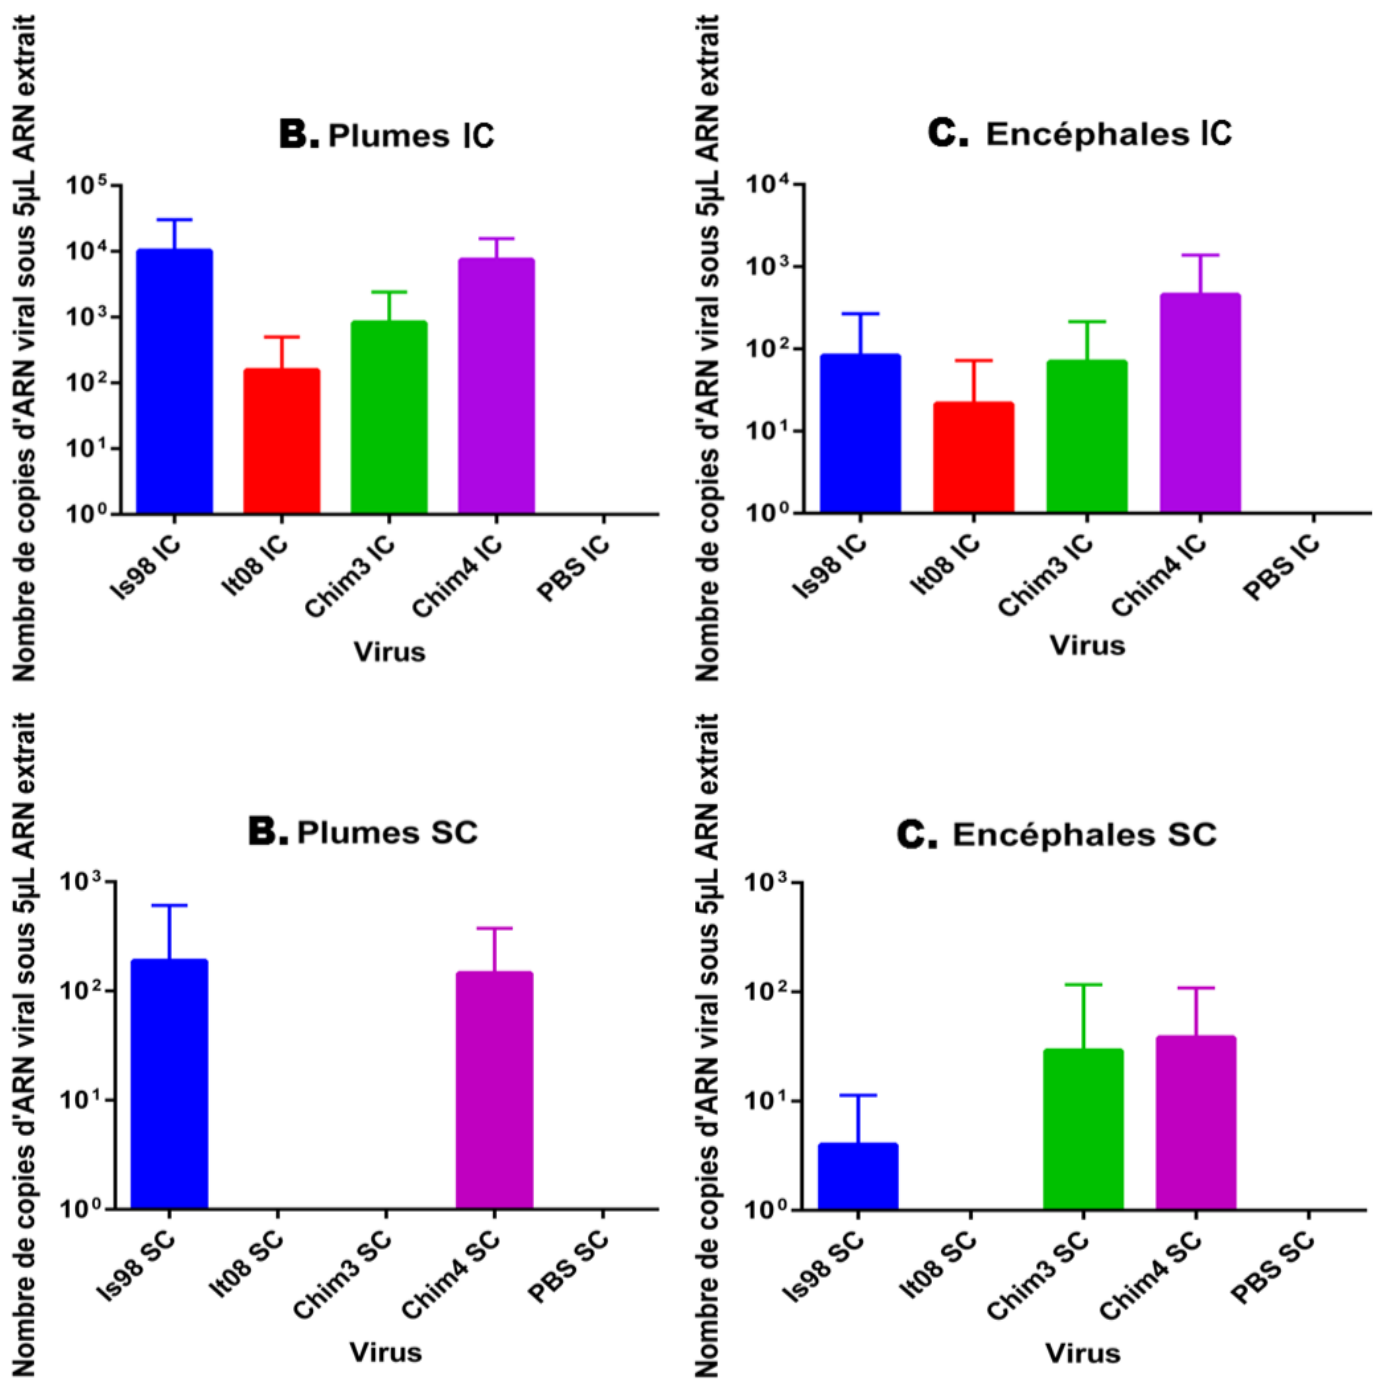 Nombre de copies d'ARN viral sous 5µL ARN extrait
B. Plumes IC
10⁵
10⁴
10³
10²
10¹
10⁰
Is98 IC
It08 IC
Chim3 IC
Chim4 IC
PBS IC
Virus
Nombre de copies d'ARN viral sous 5µL ARN extrait
C. Encéphales IC
10⁴
10³
10²
10¹
10⁰
Is98 IC
It08 IC
Chim3 IC
Chim4 IC
PBS IC
Virus
Nombre de copies d'ARN viral sous 5µL ARN extrait
B. Plumes SC
10³
10²
10¹
10⁰
Is98 SC
It08 SC
Chim3 SC
Chim4 SC
PBS SC
Virus
Nombre de copies d'ARN viral sous 5µL ARN extrait
C. Encéphales SC
10³
10²
10¹
10⁰
Is98 SC
It08 SC
Chim3 SC
Chim4 SC
PBS SC
Virus